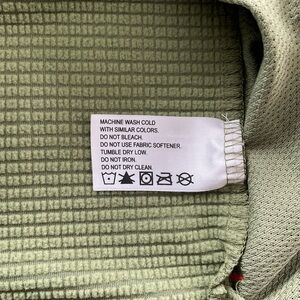 MACHINE WASH COLD
WITH SIMILAR COLORS.
DO NOT BLEACH.
DO NOT USE FABRIC SOFTENER.
TUMBLE DRY LOW.
DO NOT IRON.
DO NOT DRY CLEAN.